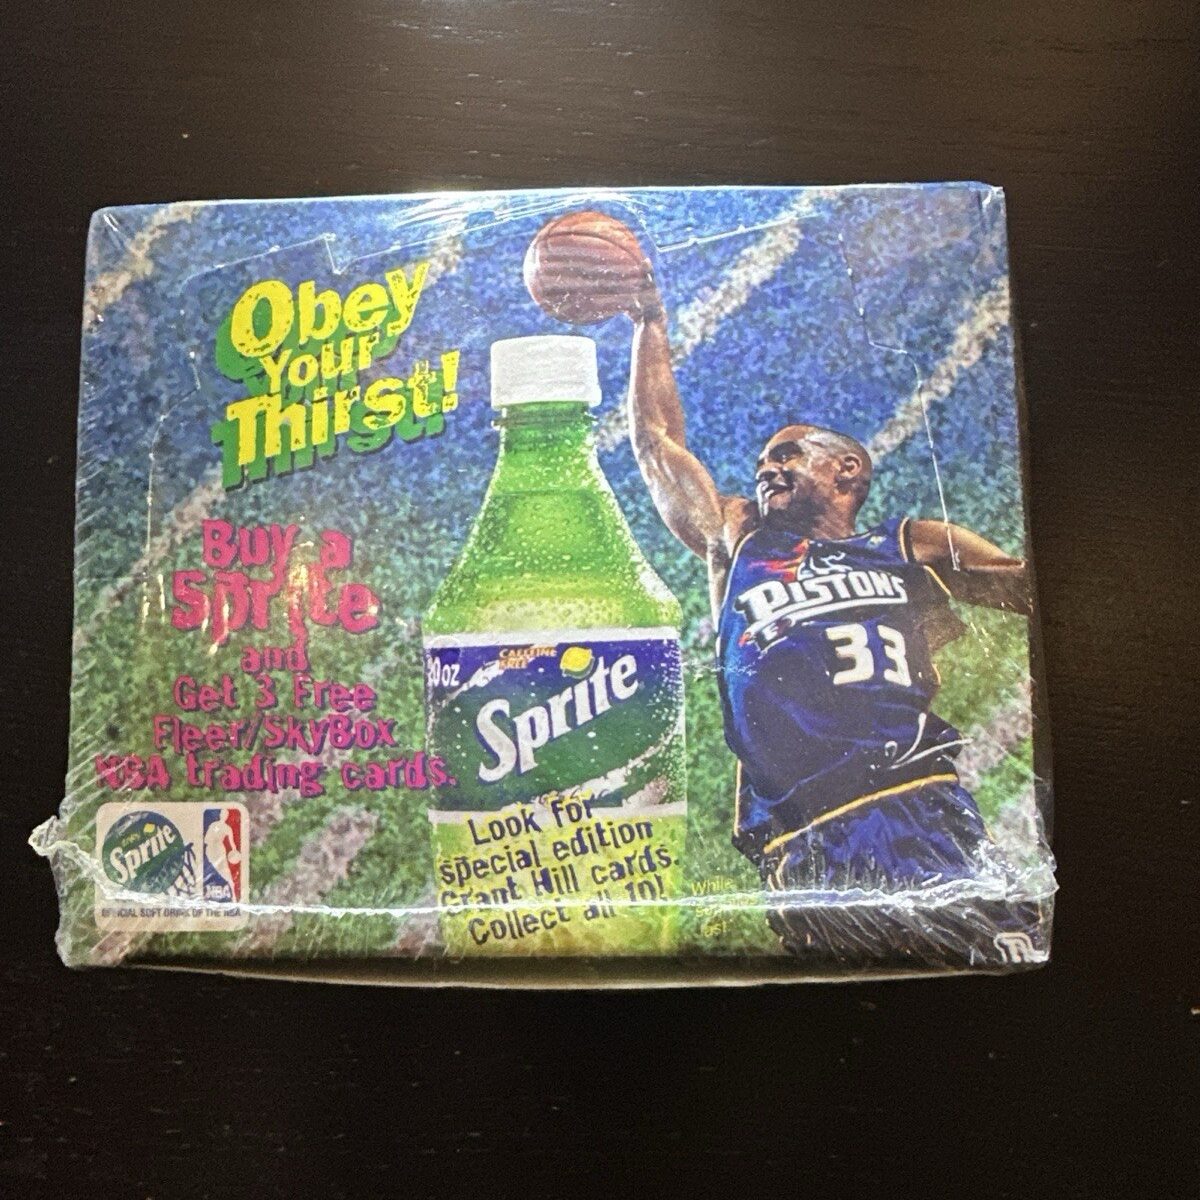 Obey
Your
Thirst!
Buy a
Sprite
and
Get 3 Free
Fleer/SkyBox
NBA trading cards.
20 OZ
CAFFEINE
FREE
Sprite
Look for
special edition
Grant Hill cards.
Collect all 10!
While
last
PISTONS
33
Sprite
NBA
OFFICIAL SOFT DRINK OF THE NBA